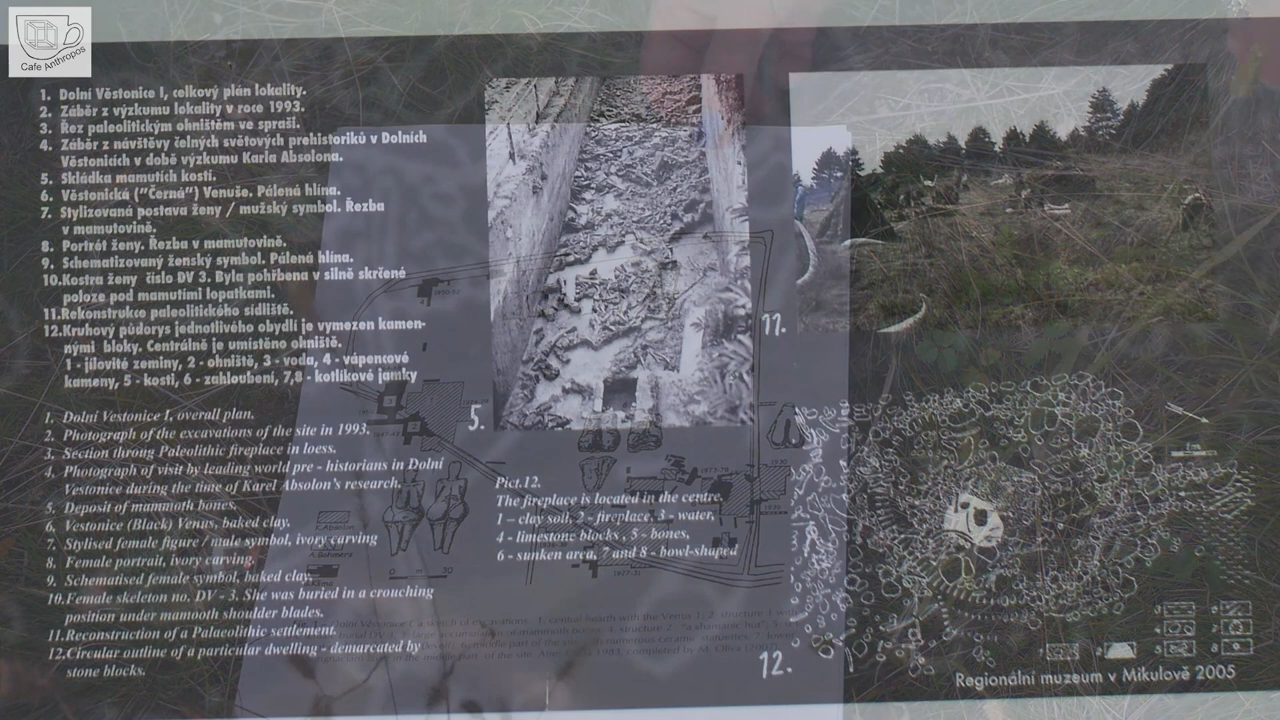 Cafe Anthropos
1. Dolní Věstonice I, celkový plán lokality.
2. Záběr z výzkumu lokality v roce 1993.
3. Řez paleolitickým ohništěm ve spraši.
4. Záběr z návštěvy čelných světových prehistoriků v Dolních
Věstonicích v době výzkumu Karla Absolona.
5. Skládka mamutích kostí.
6. Věstonická ("Černá") Venuše. Pálená hlína.
7. Stylizovaná postava ženy / mužský symbol. Řezba
v mamutovině.
8. Portrét ženy. Řezba v mamutovině.
9. Schematizovaný ženský symbol. Pálená hlína.
10.Kostra ženy číslo DV 3. Byla pohřbena v silně skrčené
poloze pod mamutími lopatkami.
11.Rekonstrukce paleolitického sídliště.
12.Kruhový půdorys jednotlivého obydlí je vymezen kamen-
nými bloky. Centrálně je umístěno ohniště.
1 - jílovité zeminy, 2 - ohniště, 3 - voda, 4 - vápencové
kameny, 5 - kosti, 6 - zahloubení, 7,8 - kotlíkové jamky
1. Dolní Vestonice I, overall plan.
2. Photograph of the excavations of the site in 1993.
3. Section throug Paleolithic fireplace in loess.
4. Photograph of visit by leading world pre - historians in Dolní
Vestonice during the time of Karel Absolon's research.
5. Deposit of mammoth bones.
6. Vestonice (Black) Venus, baked clay.
7. Stylised female figure / male symbol, ivory carving
8. Female portrait, ivory carving.
9. Schematised female symbol, baked clay.
10.Female skeleton no. DV - 3. She was buried in a crouching
position under mamooth shoulder blades.
11.Reconstruction of a Palaeolithic settlement.
12.Circular outline of a particular dwelling - demarcated by
stone blocks.
5.
Pict.12.
The fireplace is located in the centre.
1 - clay soil, 2 - fireplace, 3 - water,
4 - limestone blocks , 5 - bones,
6 - sunken area, 7 and 8 - bowl-shaped
K.Absolon
A.Bohmers
0 m 30
11.
12.
Regionální muzeum v Mikulově 2005